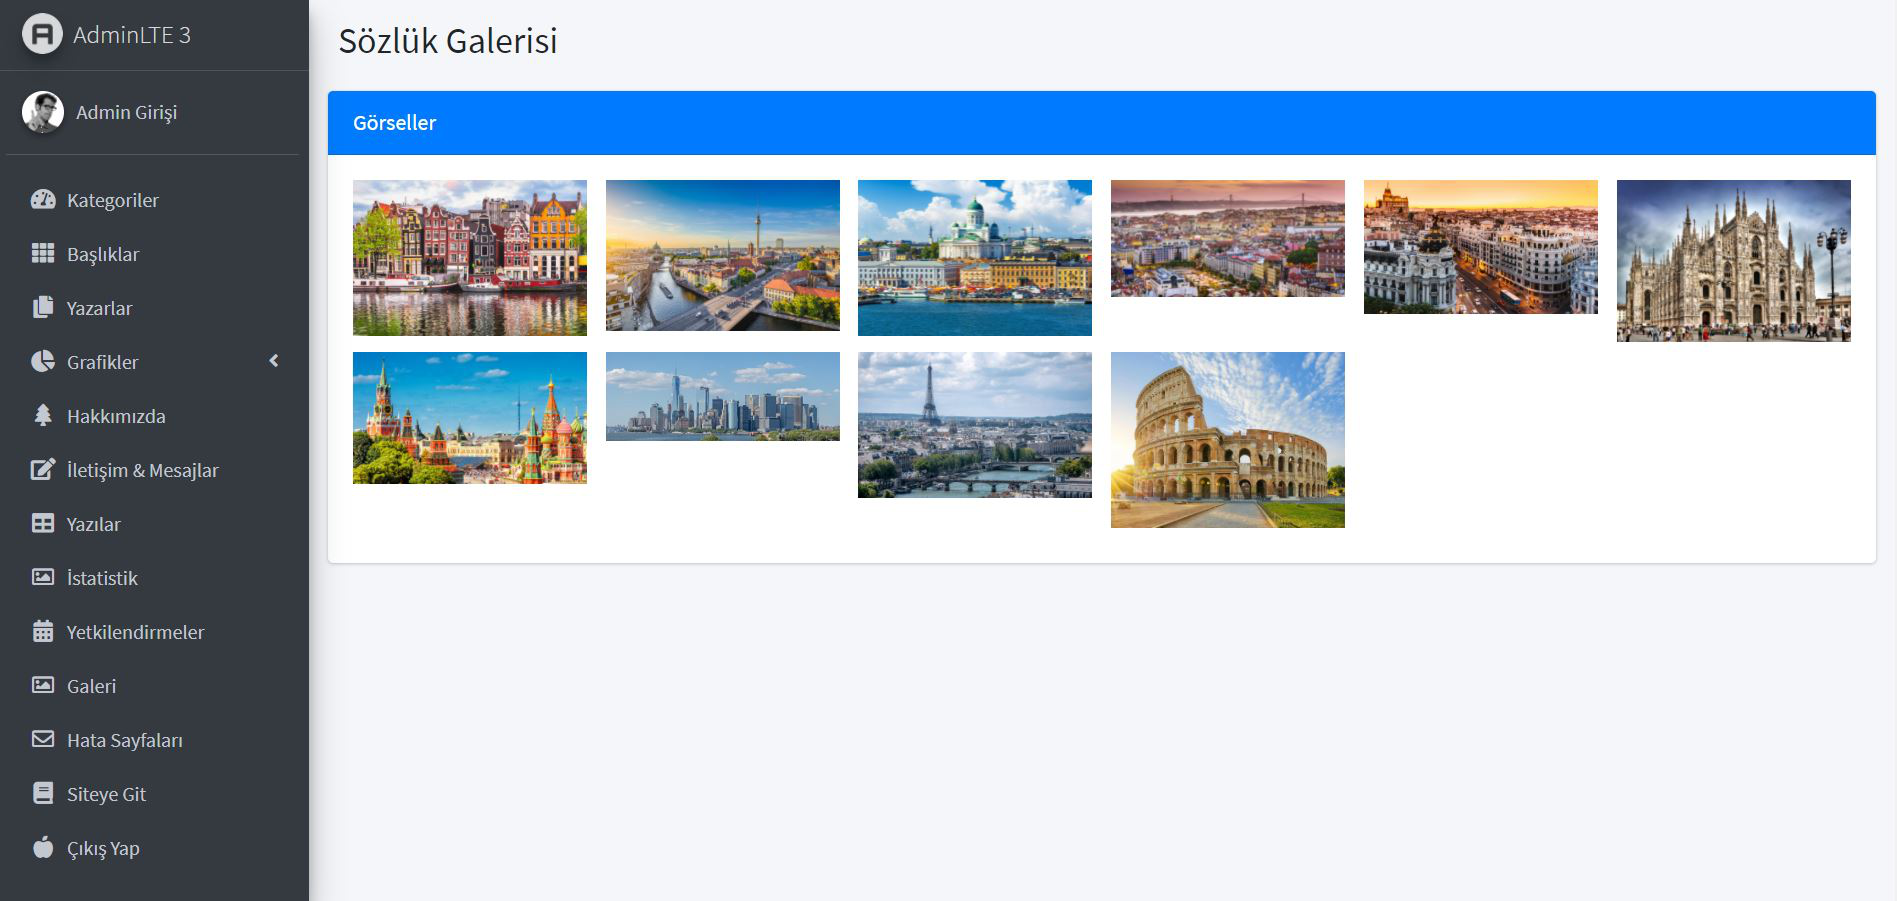 AdminLTE 3
Admin Girişi
Kategoriler
Başlıklar
Yazarlar
Grafikler
Hakkımızda
İletişim & Mesajlar
Yazılar
İstatistik
Yetkilendirmeler
Galeri
Hata Sayfaları
Siteye Git
Çıkış Yap
Sözlük Galerisi
Görseller